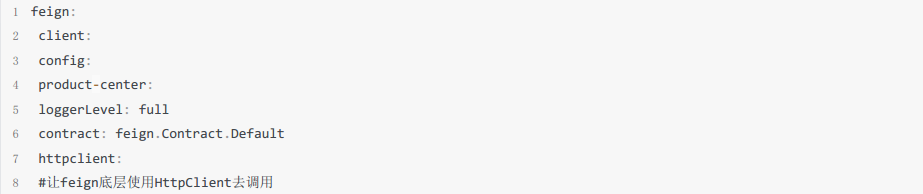 1 feign:
2 client:
3 config:
4 product-center:
5 loggerLevel: full
6 contract: feign.Contract.Default
7 httpclient:
8 #让feign底层使用HttpClient去调用